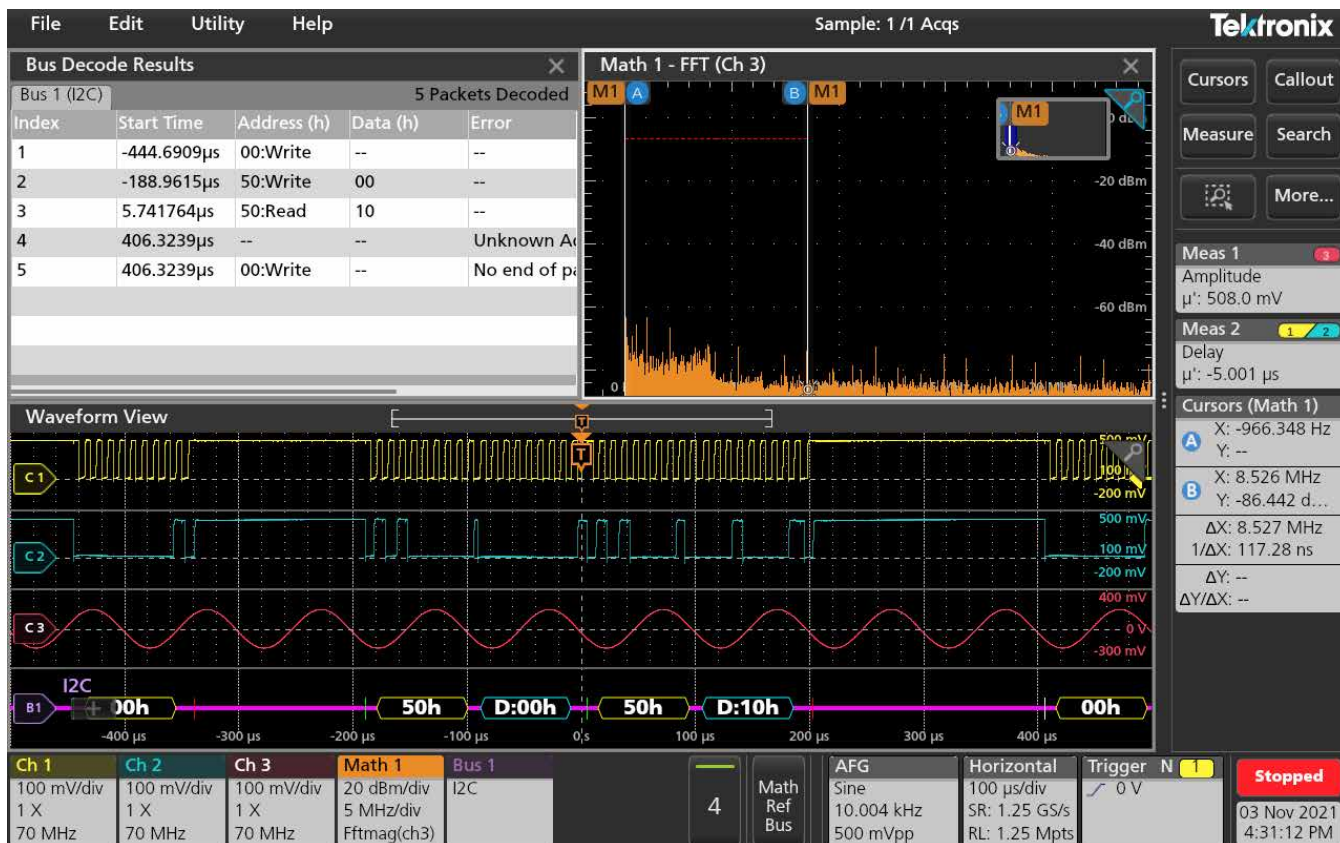 File Edit Utility Help Sample: 1 /1 Acqs Tektronix
Bus Decode Results
Bus 1 (I2C) 5 Packets Decoded
Index Start Time Address (h) Data (h) Error
1 -444.6909µs 00:Write -- --
2 -188.9615µs 50:Write 00 --
3 5.741764µs 50:Read 10 --
4 406.3239µs -- -- Unknown
5 406.3239µs 00:Write -- No end of
Math 1 - FFT (Ch 3)
M1 A B M1
M1
-20 dBm
-40 dBm
-60 dBm
0
Cursors Callout
Measure Search
More...
Meas 1 3
Amplitude
µ': 508.0 mV
Meas 2 1 2
Delay
µ': -5.001 µs
Cursors (Math 1)
A X: -966.348 Hz
Y: --
B X: 8.526 MHz
Y: -86.442 d...
ΔX: 8.527 MHz
1/ΔX: 117.28 ns
ΔY: --
ΔY/ΔX: --
Waveform View
T
T
C 1
500 mV
100
-200 mV
C 2
500 mV
100 mV
-200 mV
C 3
400 mV
0 V
-300 mV
I2C
B1 00h 50h D:00h 50h D:10h 00h
-400 µs -300 µs -200 µs -100 µs 0 s 100 µs 200 µs 300 µs 400 µs
Ch 1
100 mV/div
1 X
70 MHz
Ch 2
100 mV/div
1 X
70 MHz
Ch 3
100 mV/div
1 X
70 MHz
Math 1
20 dBm/div
5 MHz/div
Fftmag(ch3)
Bus 1
I2C
4
Math
Ref
Bus
AFG
Sine
10.004 kHz
500 mVpp
Horizontal
100 µs/div
SR: 1.25 GS/s
RL: 1.25 Mpts
Trigger N 1
0 V
Stopped
03 Nov 2021
4:31:12 PM